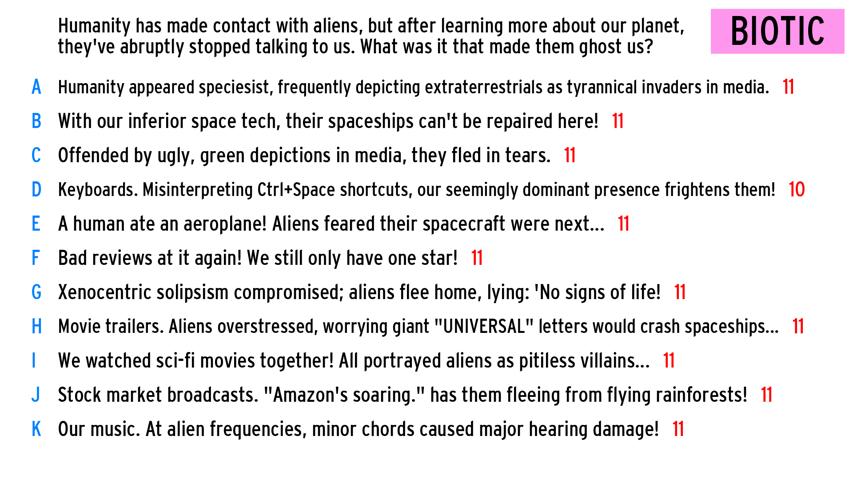 Humanity has made contact with aliens, but after learning more about our planet,
they've abruptly stopped talking to us. What was it that made them ghost us?
BIOTIC
A Humanity appeared speciesist, frequently depicting extraterrestrials as tyrannical invaders in media. 11
B With our inferior space tech, their spaceships can't be repaired here! 11
C Offended by ugly, green depictions in media, they fled in tears. 11
D Keyboards. Misinterpreting Ctrl+Space shortcuts, our seemingly dominant presence frightens them! 10
E A human ate an aeroplane! Aliens feared their spacecraft were next... 11
F Bad reviews at it again! We still only have one star! 11
G Xenocentric solipsism compromised; aliens flee home, lying: 'No signs of life! 11
H Movie trailers. Aliens overstressed, worrying giant "UNIVERSAL" letters would crash spaceships... 11
I We watched sci-fi movies together! All portrayed aliens as pitiless villains... 11
J Stock market broadcasts. "Amazon's soaring." has them fleeing from flying rainforests! 11
K Our music. At alien frequencies, minor chords caused major hearing damage! 11